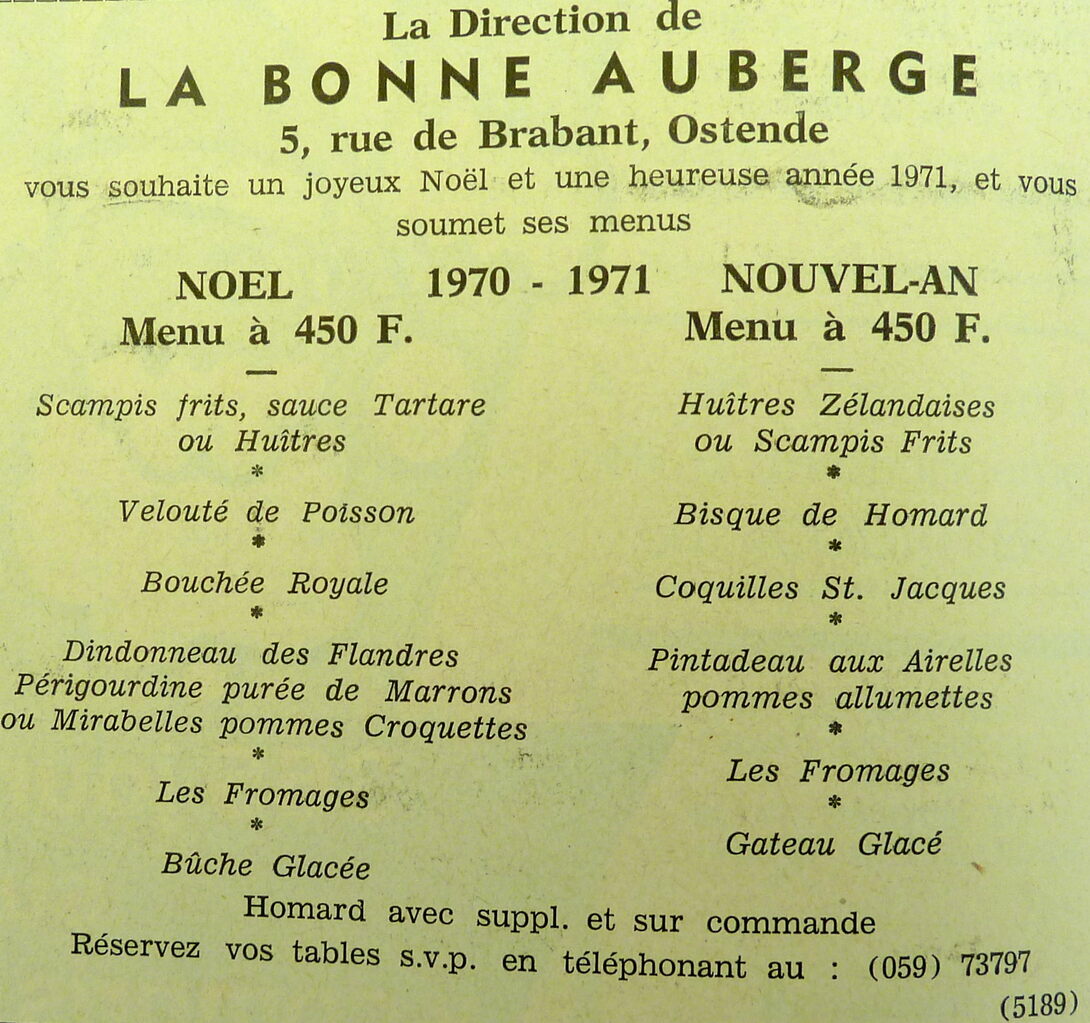 La Direction de
LA BONNE AUBERGE
5, rue de Brabant, Ostende
vous souhaite un joyeux Noël et une heureuse année 1971, et vous
soumet ses menus
NOEL 1970 - 1971 NOUVEL-AN
Menu à 450 F.
Scampis frits, sauce Tartare
ou Huîtres
*
Velouté de Poisson
*
Bouchée Royale
*
Dindonneau des Flandres
Périgourdine purée de Marrons
ou Mirabelles pommes Croquettes
*
Les Fromages
*
Bûche Glacée
Menu à 450 F.
Huîtres Zélandaises
ou Scampis Frits
*
Bisque de Homard
*
Coquilles St. Jacques
*
Pintadeau aux Airelles
pommes allumettes
*
Les Fromages
*
Gateau Glacé
Homard avec suppl. et sur commande
Réservez vos tables s.v.p. en téléphonant au : (059) 73797
(5189)